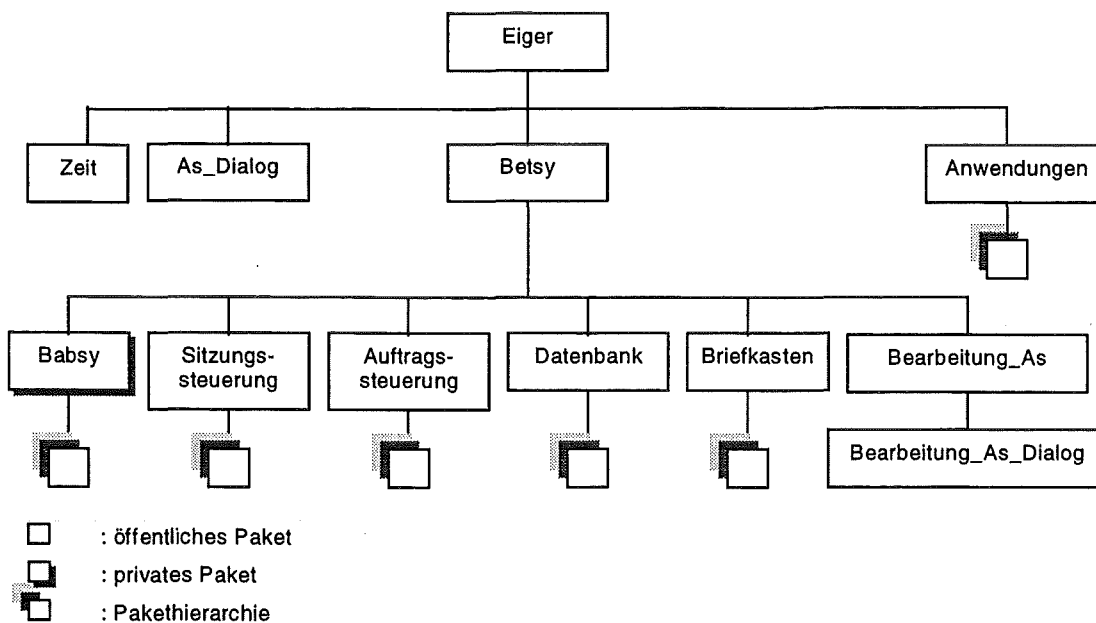 Eiger
Zeit
As_Dialog
Betsy
Anwendungen
Babsy
Sitzungs-
steuerung
Auftrags-
steuerung
Datenbank
Briefkasten
Bearbeitung_As
Bearbeitung_As_Dialog
: öffentliches Paket
: privates Paket
: Pakethierarchie